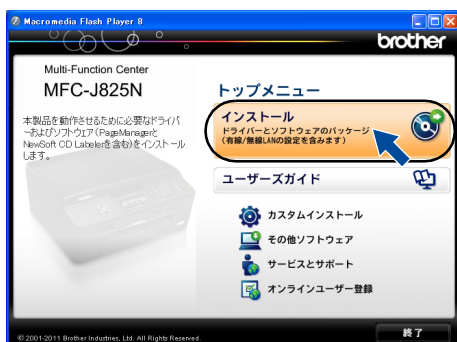 Macromedia Flash Player 8
brother
Multi-Function Center
MFC-J825N
本製品を動作させるために必要なドライバ
ーおよびソフトウェア(PageManagerと
NewSoft CD Labelerを含む)をインストール
します。
トップメニュー
インストール
ドライバーとソフトウェアのパッケージ
(有線/無線LANの設定を含みます)
ユーザーズガイド
カスタムインストール
その他ソフトウェア
サービスとサポート
オンラインユーザー登録
© 2001-2011 Brother Industries, Ltd. All Rights Reserved.
終了